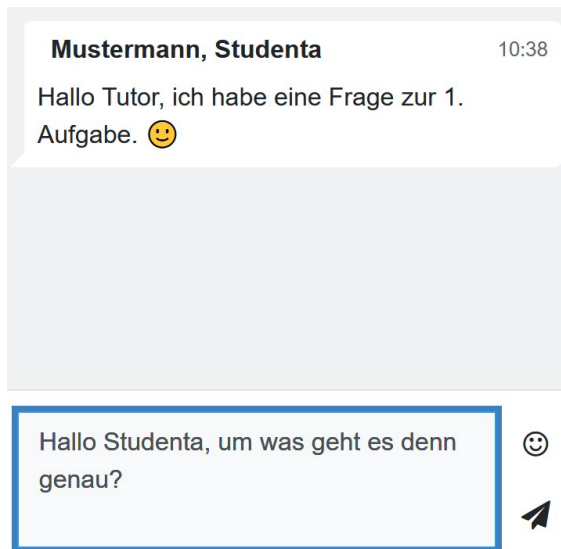 Mustermann, Studenta 10:38
Hallo Tutor, ich habe eine Frage zur 1.
Aufgabe. 🙂
Hallo Studenta, um was geht es denn
genau?